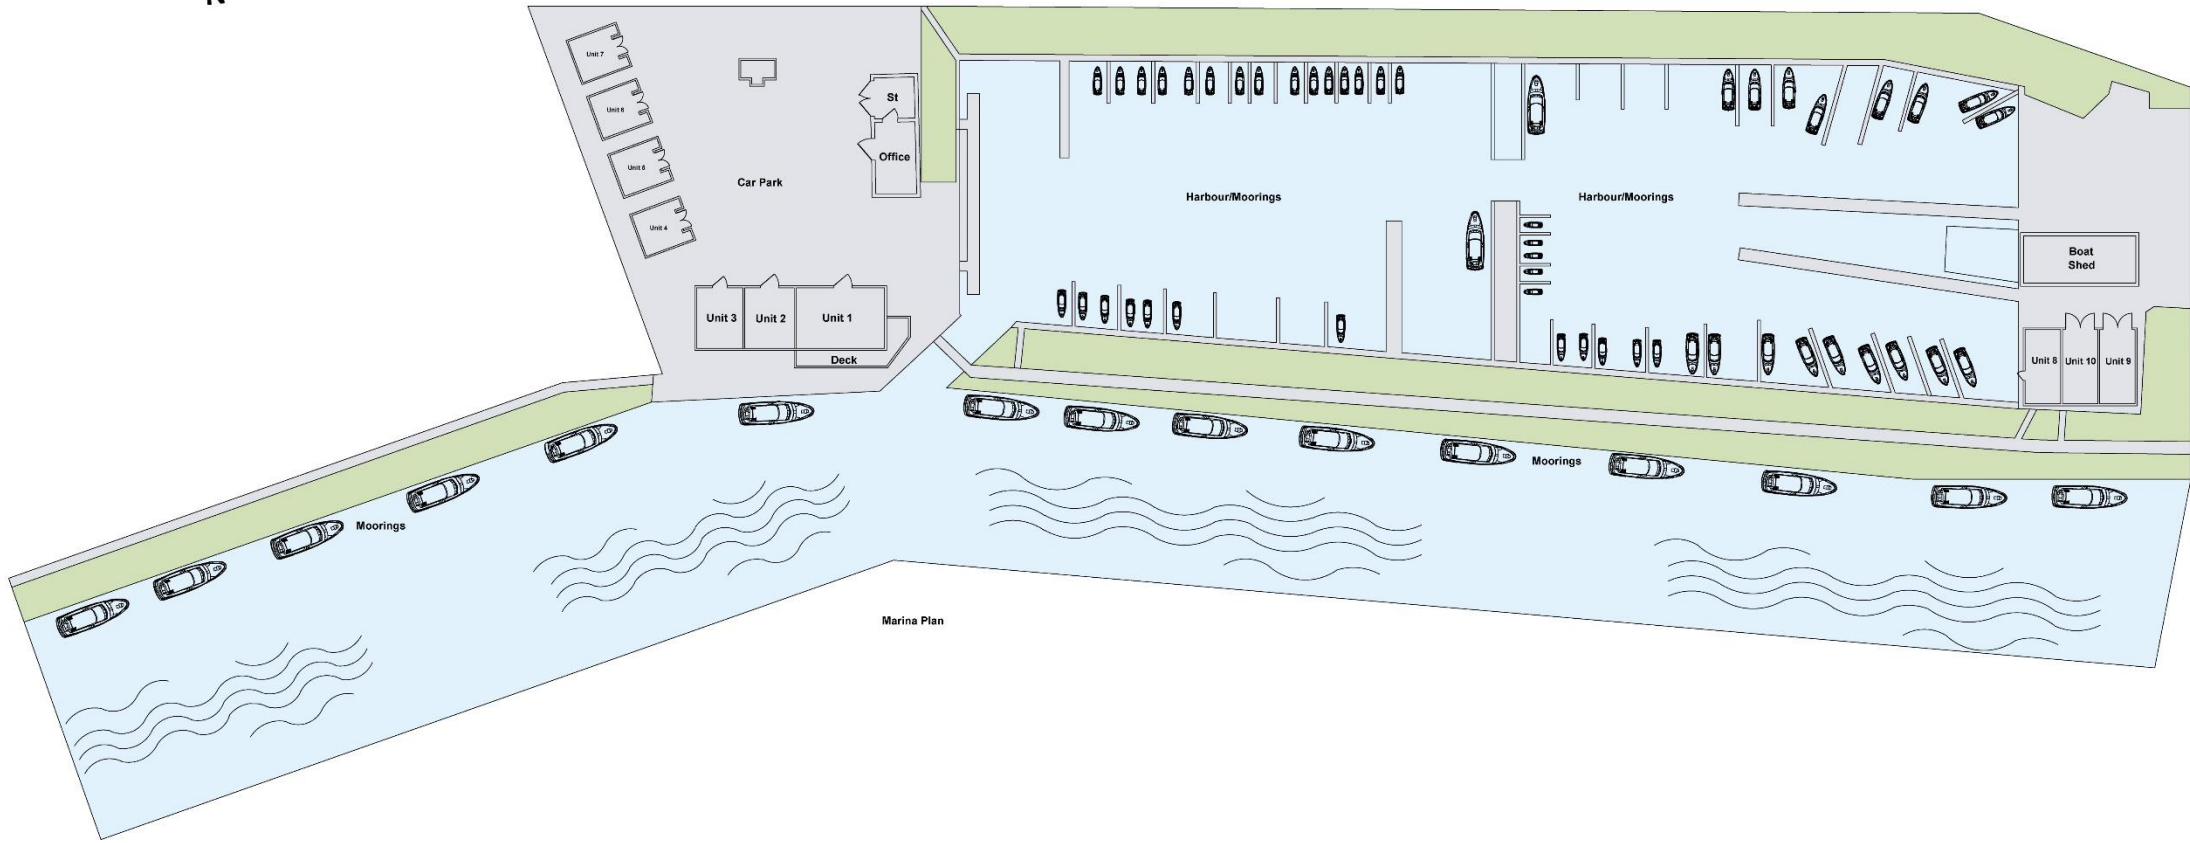 Unit 7
Unit 6
Unit 5
Unit 4
St
Office
Car Park
Unit 3
Unit 2
Unit 1
Deck
Harbour/Moorings
Harbour/Moorings
Boat
Shed
Unit 8
Unit 10
Unit 9
Moorings
Moorings
Marina Plan